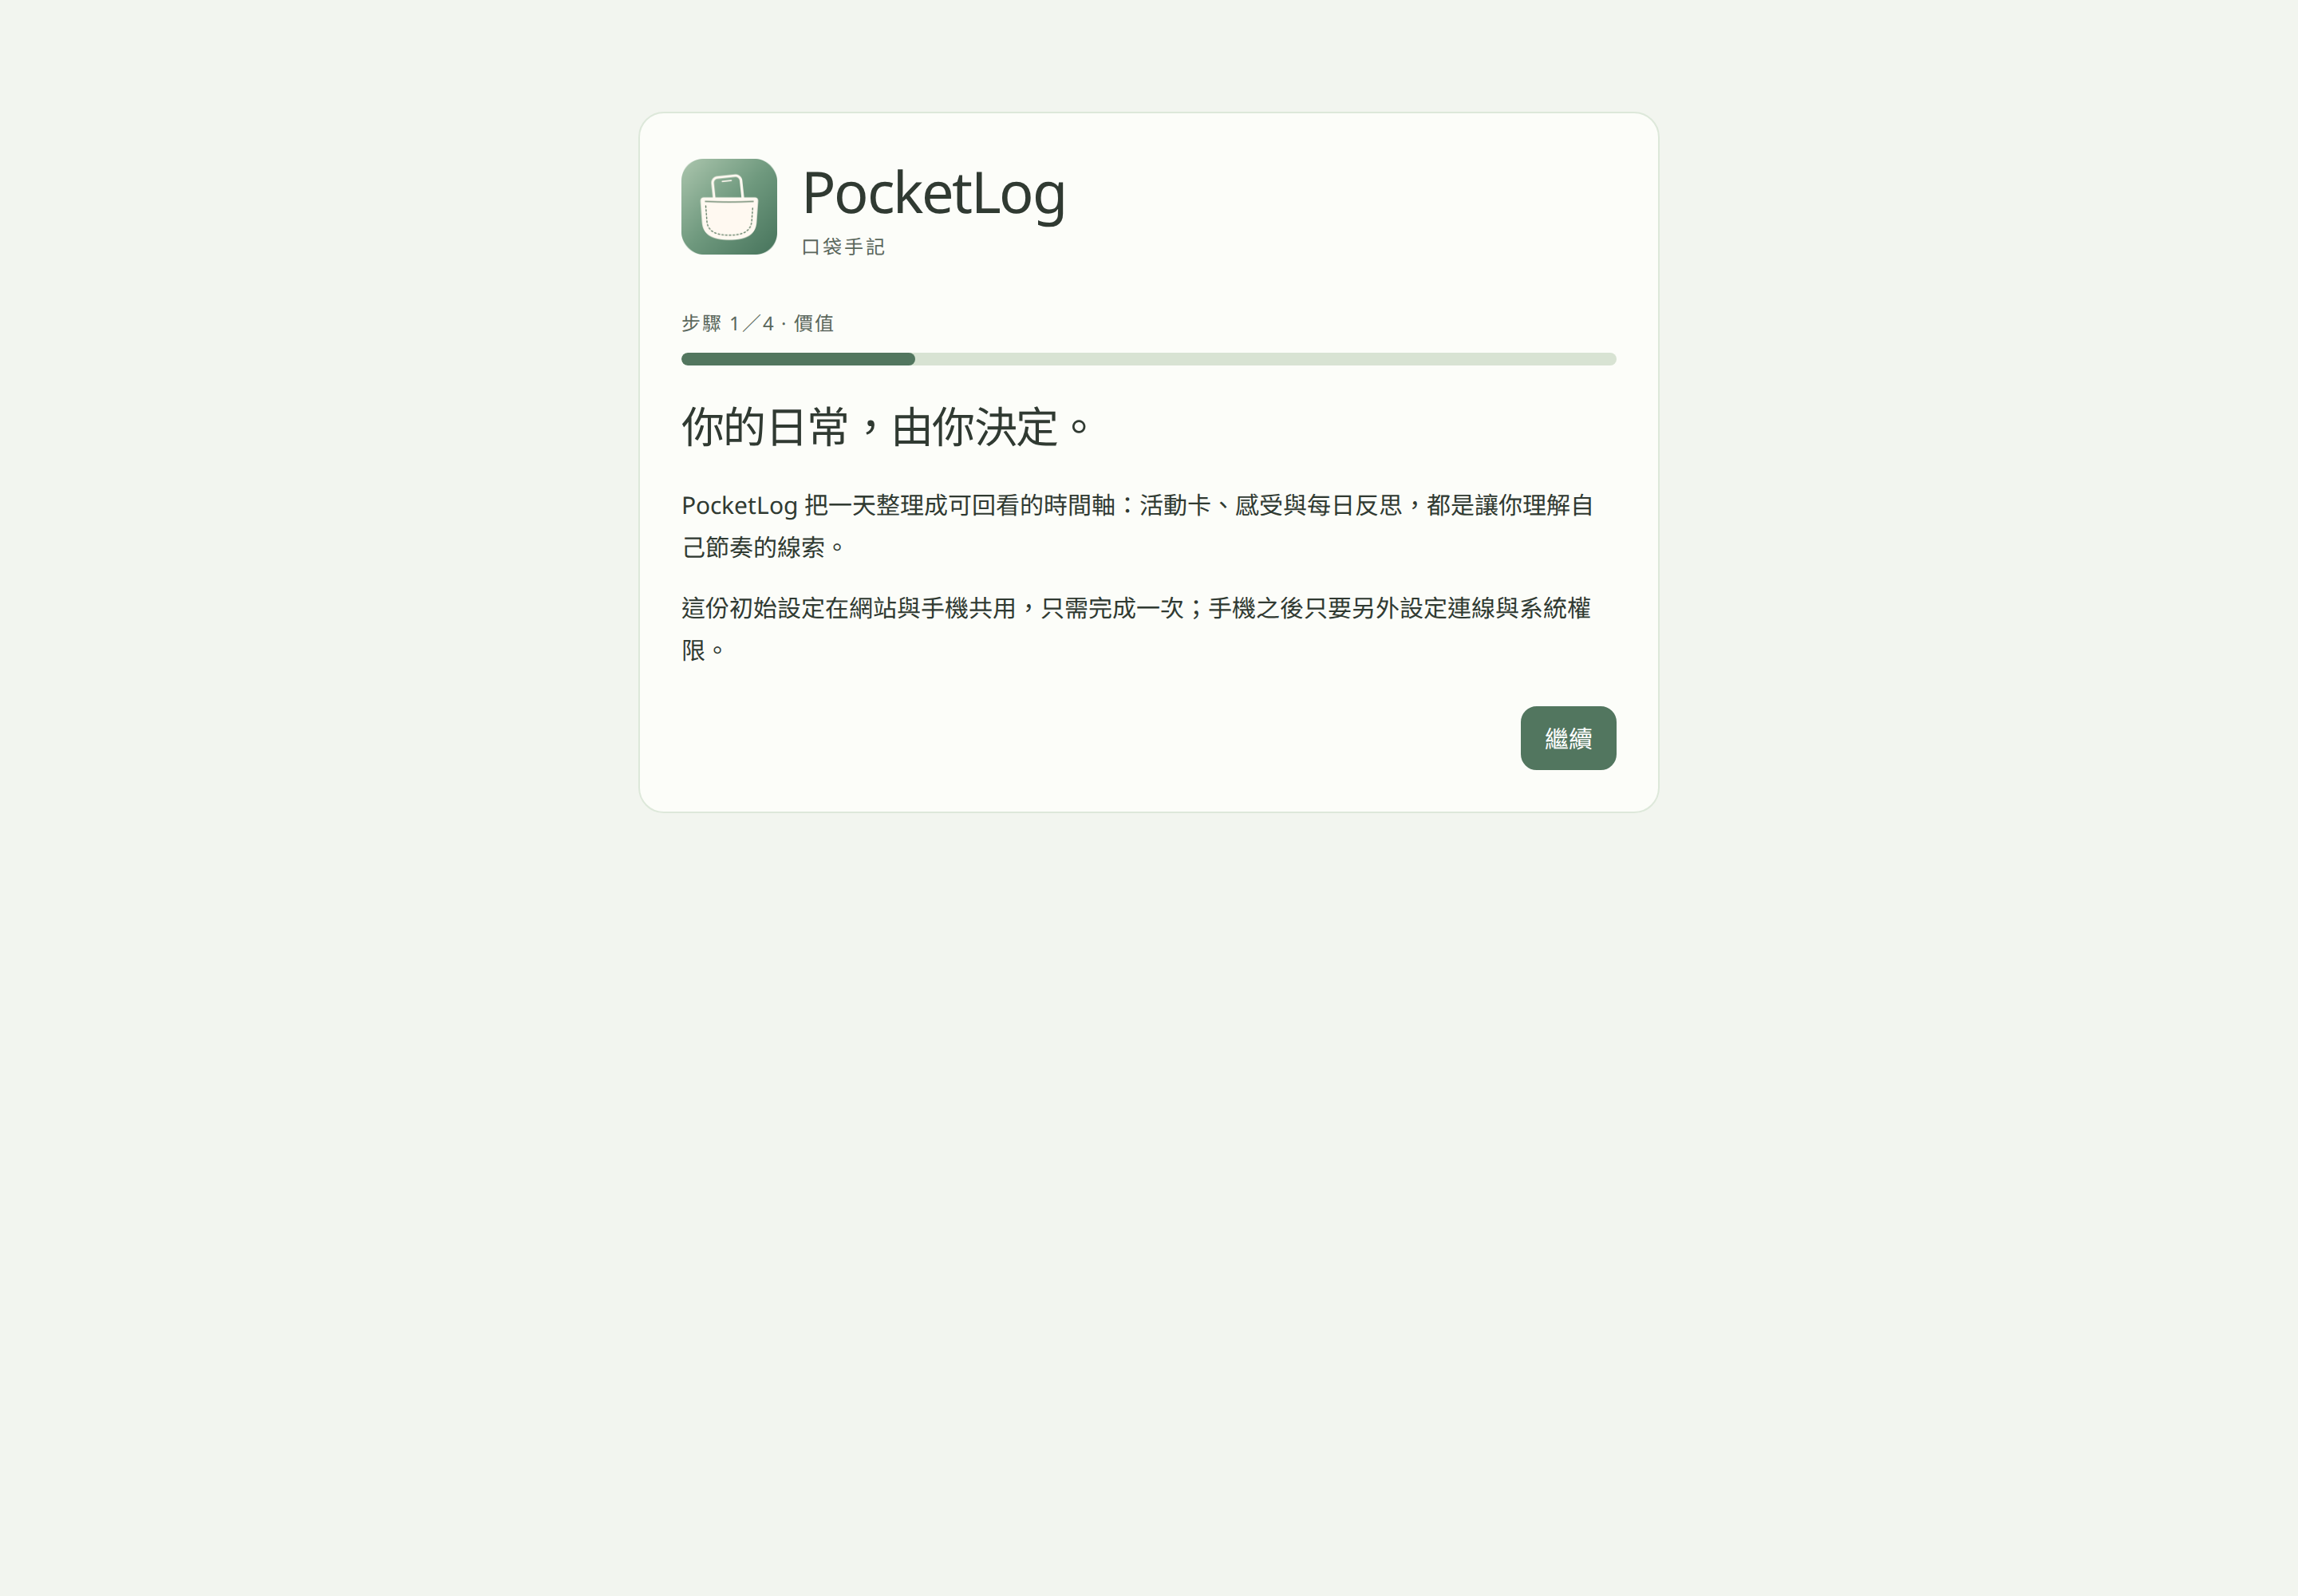 PocketLog
口袋手記
步驟 1／4 · 價值
你的日常，由你決定。
PocketLog 把一天整理成可回看的時間軸：活動卡、感受與每日反思，都是讓你理解自
己節奏的線索。
這份初始設定在網站與手機共用，只需完成一次；手機之後只要另外設定連線與系統權
限。
繼續